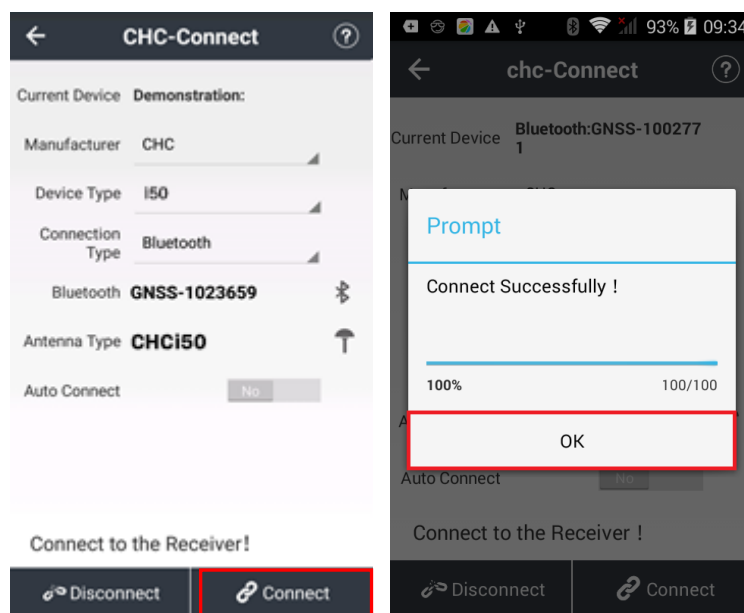 CHC-Connect
?
Current Device Demonstration:
Manufacturer CHC
Device Type I50
Connection
Type Bluetooth
Bluetooth GNSS-1023659
Antenna Type CHCi50
Auto Connect No
Connect to the Receiver!
Disconnect Connect
93% 09:34
chc-Connect
?
Current Device Bluetooth:GNSS-100277
1
Prompt
Connect Successfully !
100% 100/100
OK
Auto Connect No
Connect to the Receiver !
Disconnect Connect